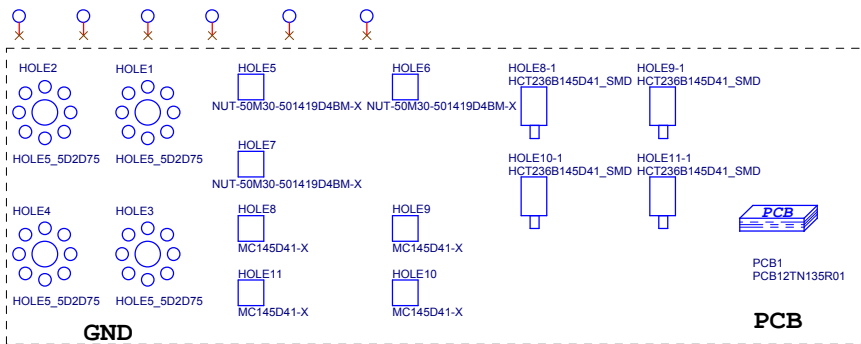 HOLE2 HOLE1 HOLE5 HOLE6 HOLE8-1 HOLE9-1
HCT236B145D41_SMD HCT236B145D41_SMD
NUT-50M30-501419D4BM-X NUT-50M30-501419D4BM-X
HOLE7 HOLE10-1 HOLE11-1
HOLE5_5D2D75 HOLE5_5D2D75 HCT236B145D41_SMD HCT236B145D41_SMD
NUT-50M30-501419D4BM-X
HOLE4 HOLE3 HOLE8 HOLE9 PCB
MC145D41-X MC145D41-X
PCB1
HOLE11 HOLE10 PCB12TN135R01
HOLE5_5D2D75 HOLE5_5D2D75 MC145D41-X MC145D41-X
GND PCB